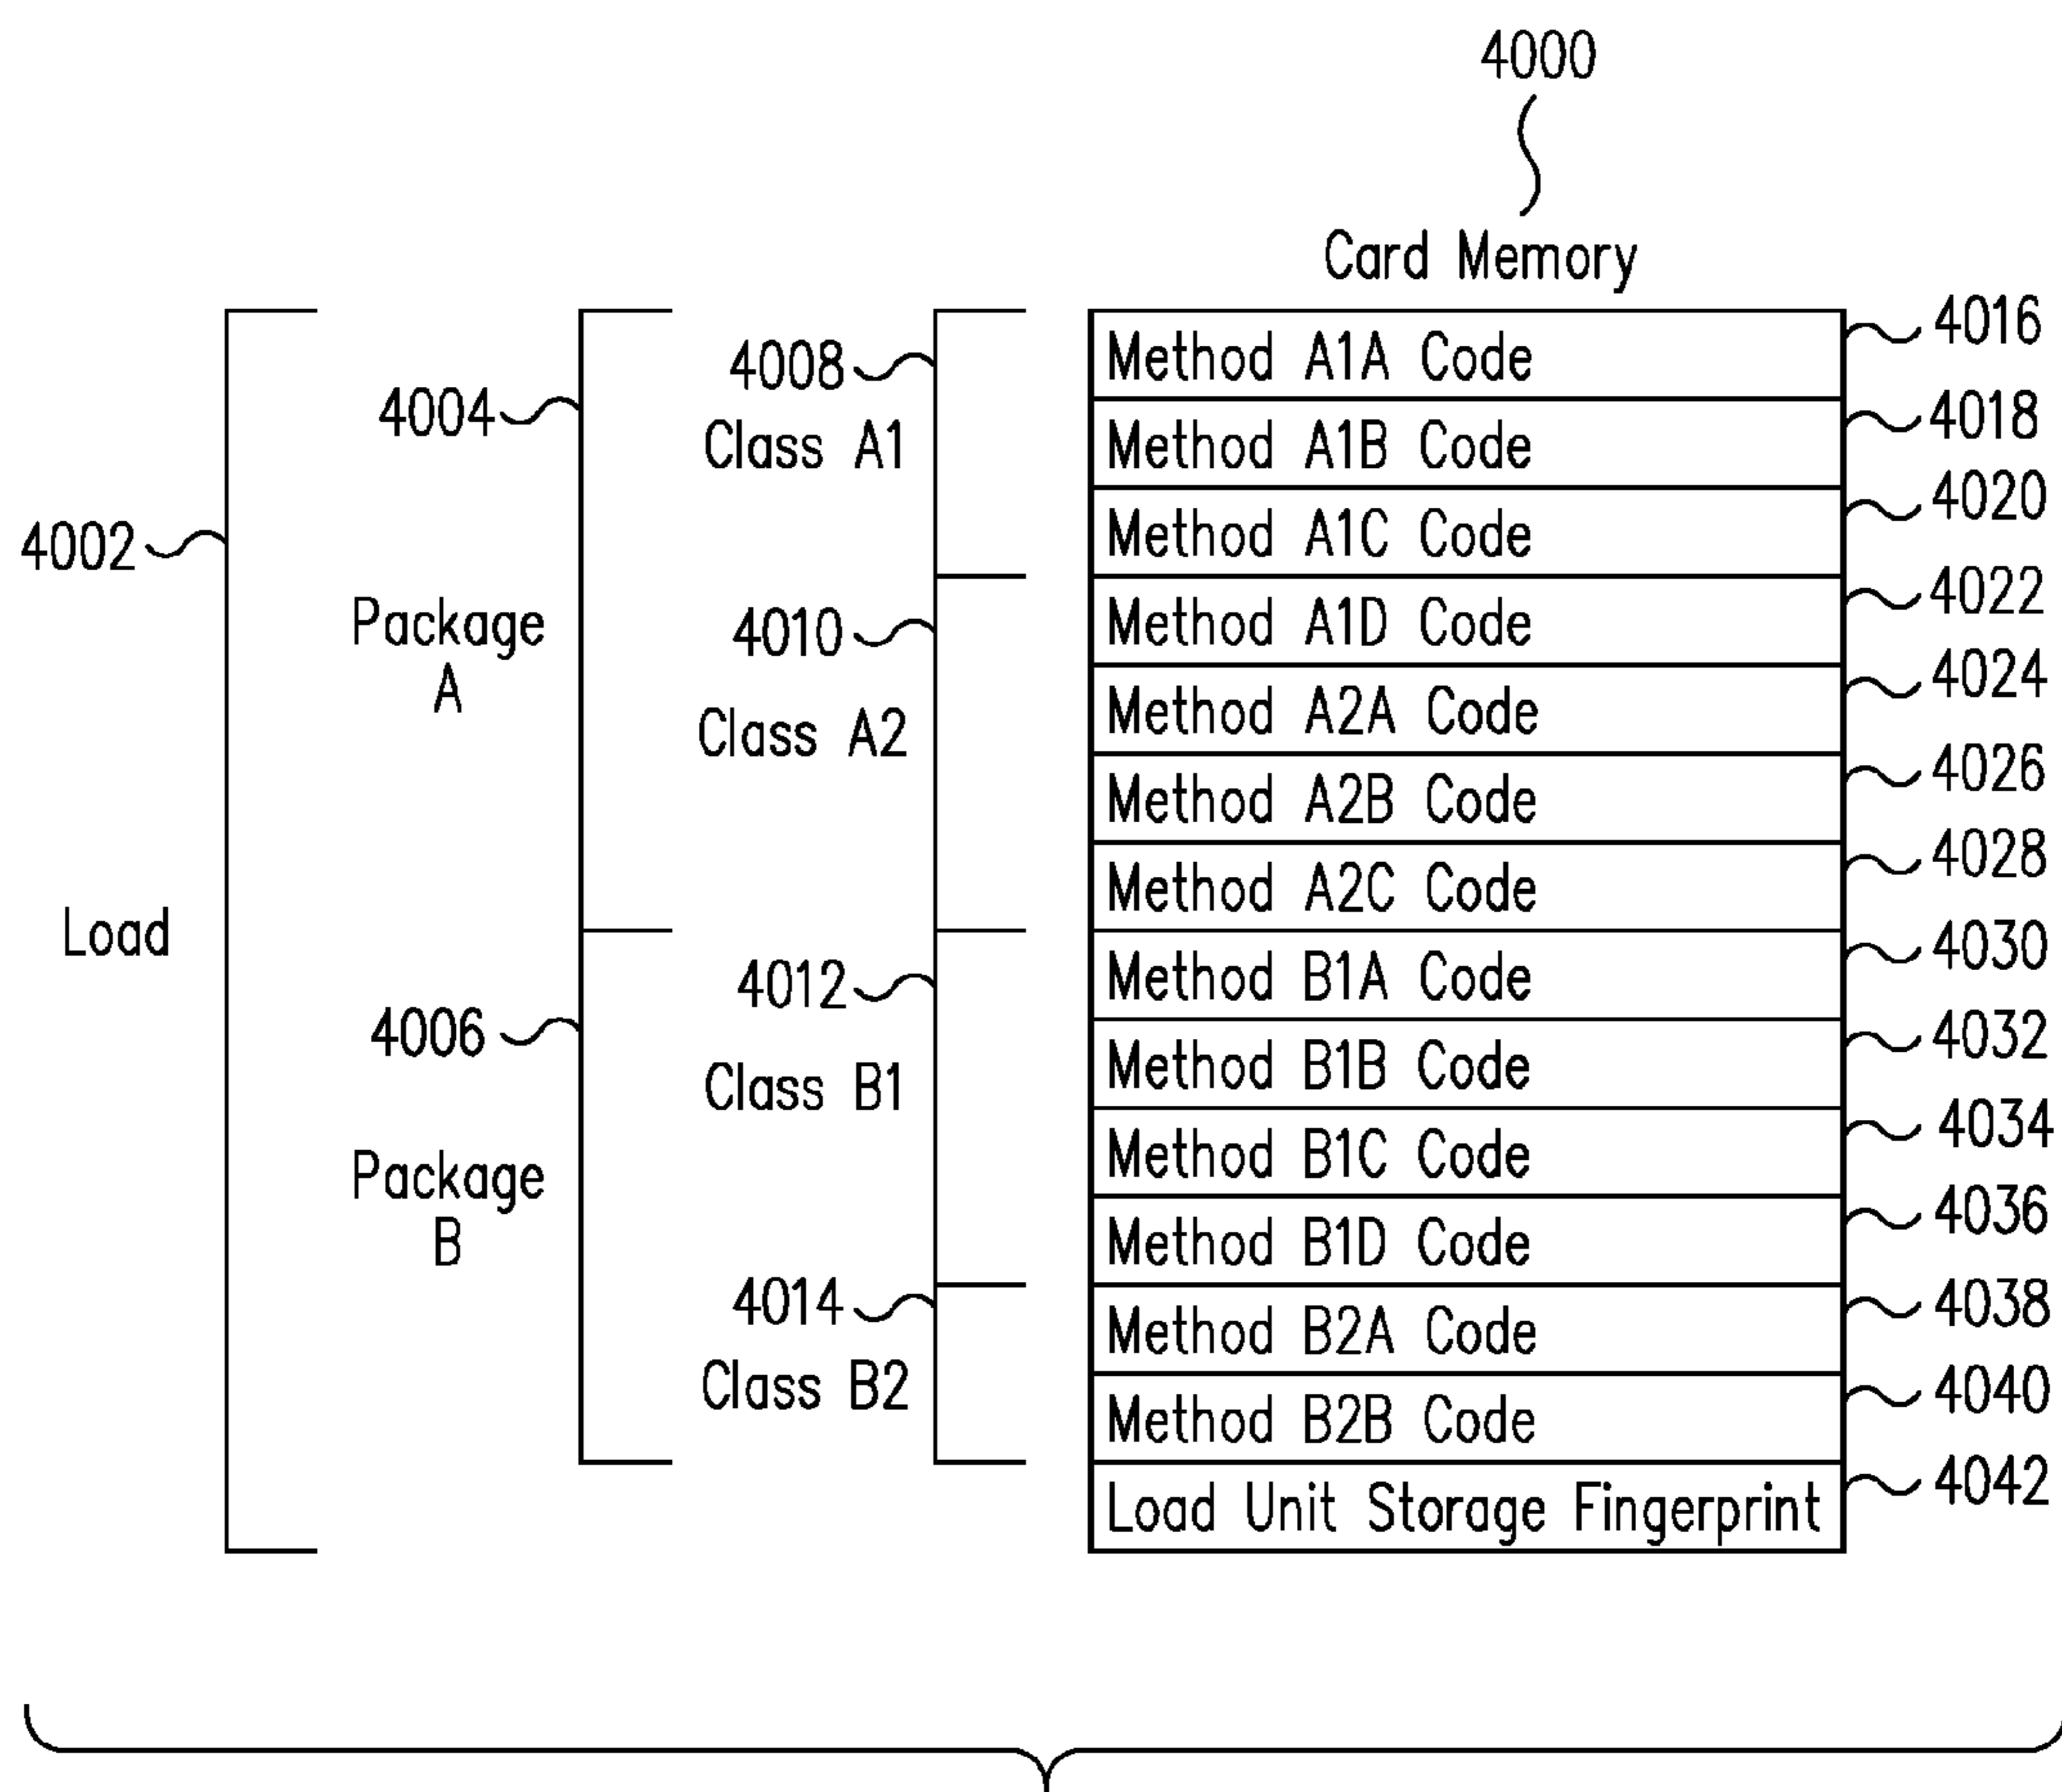 4000
Card Memory
4002
Load
4004
Package
A
4006
Package
B
4008
Class A1
4010
Class A2
4012
Class B1
4014
Class B2
Method A1A Code 4016
Method A1B Code 4018
Method A1C Code 4020
Method A1D Code 4022
Method A2A Code 4024
Method A2B Code 4026
Method A2C Code 4028
Method B1A Code 4030
Method B1B Code 4032
Method B1C Code 4034
Method B1D Code 4036
Method B2A Code 4038
Method B2B Code 4040
Load Unit Storage Fingerprint 4042